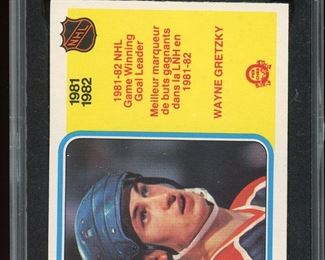 NHL
1981
1982
1981-82 NHL
Game Winning
Goal Leader
Meilleur marqueur
de buts gagnants
dans la LNH en
1981-82
WAYNE GRETZKY